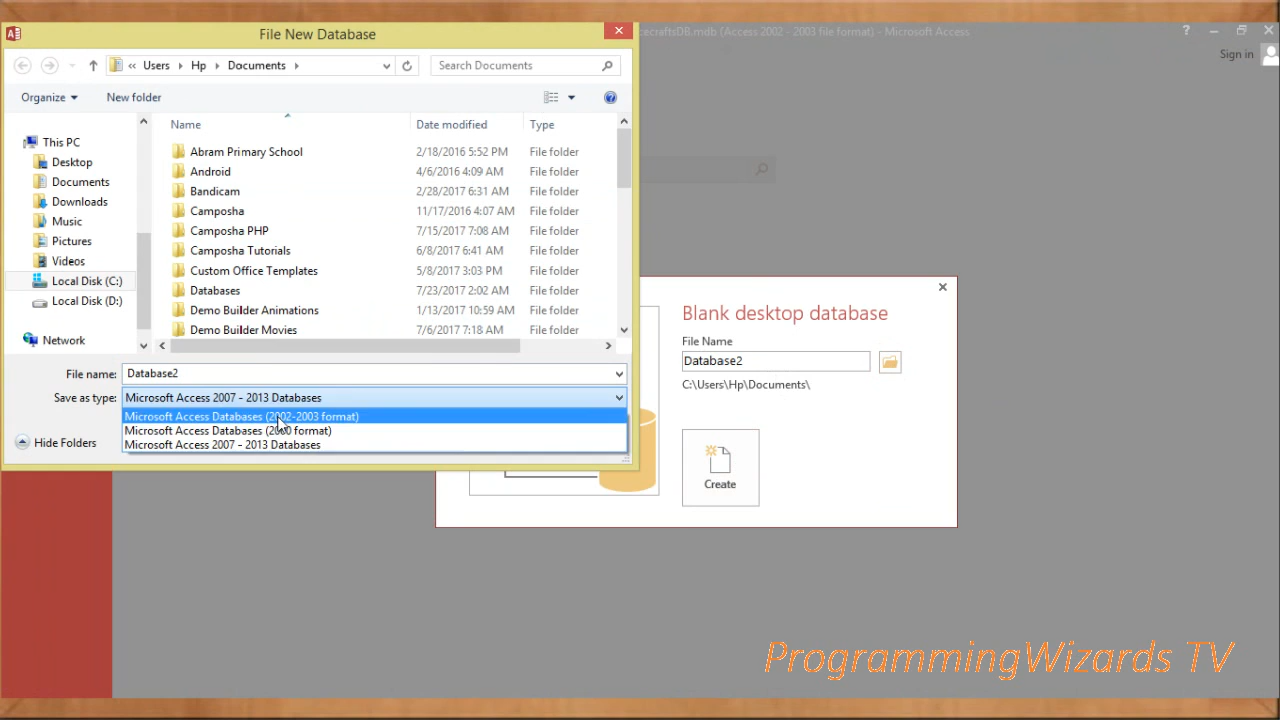 File New Database
ecraftsDB.mdb (Access 2002 - 2003 file format) - Microsoft Access
Sign in
Users Hp Documents
Search Documents
Organize
New folder
Name Date modified Type
This PC
Desktop
Documents
Downloads
Music
Pictures
Videos
Local Disk (C:)
Local Disk (D:)
Network
Abram Primary School 2/18/2016 5:52 PM File folder
Android 4/6/2016 4:09 AM File folder
Bandicam 2/28/2017 6:31 AM File folder
Camposha 11/17/2016 4:07 AM File folder
Camposha PHP 7/15/2017 7:08 AM File folder
Camposha Tutorials 6/8/2017 6:41 AM File folder
Custom Office Templates 5/8/2017 3:03 PM File folder
Databases 7/23/2017 2:02 AM File folder
Demo Builder Animations 1/13/2017 10:59 AM File folder
Demo Builder Movies 7/6/2017 7:18 AM File folder
File name: Database2
Save as type: Microsoft Access 2007 - 2013 Databases
Microsoft Access Databases (2002-2003 format)
Microsoft Access Databases (2000 format)
Microsoft Access 2007 - 2013 Databases
Hide Folders
Blank desktop database
File Name
Database2
C:\Users\Hp\Documents\
Create
ProgrammingWizards TV